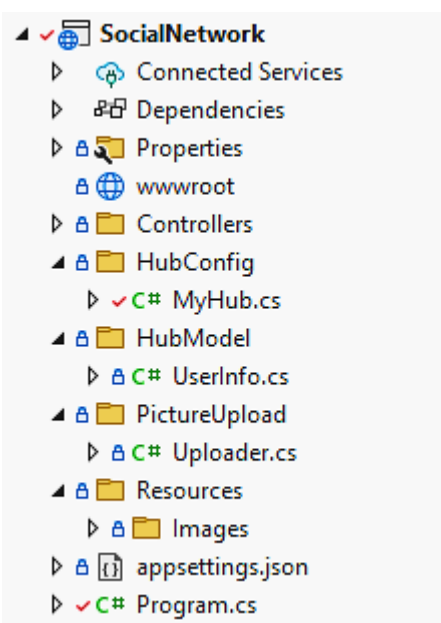 SocialNetwork
Connected Services
Dependencies
Properties
wwwroot
Controllers
HubConfig
C# MyHub.cs
HubModel
C# UserInfo.cs
PictureUpload
C# Uploader.cs
Resources
Images
appsettings.json
C# Program.cs